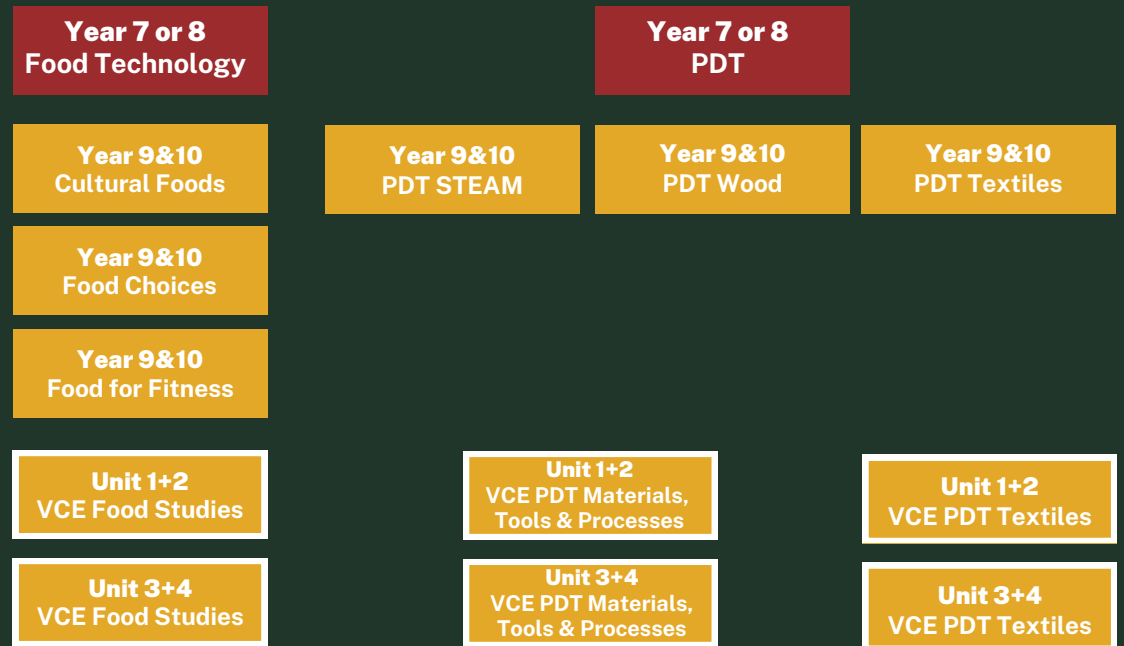 Year 7 or 8
Food Technology
Year 7 or 8
PDT
Year 9&10
Cultural Foods
Year 9&10
PDT STEAM
Year 9&10
PDT Wood
Year 9&10
PDT Textiles
Year 9&10
Food Choices
Year 9&10
Food for Fitness
Unit 1+2
VCE Food Studies
Unit 1+2
VCE PDT Materials,
Tools & Processes
Unit 1+2
VCE PDT Textiles
Unit 3+4
VCE Food Studies
Unit 3+4
VCE PDT Materials,
Tools & Processes
Unit 3+4
VCE PDT Textiles